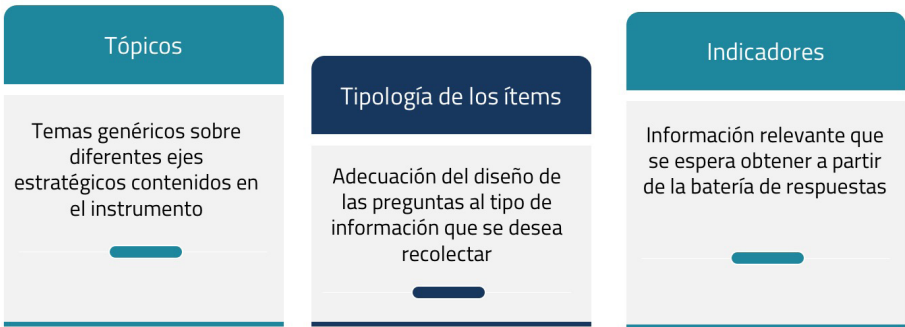 Tópicos
Temas genéricos sobre
diferentes ejes
estratégicos contenidos en
el instrumento
Tipología de los ítems
Adecuación del diseño de
las preguntas al tipo de
información que se desea
recolectar
Indicadores
Información relevante que
se espera obtener a partir
de la batería de respuestas